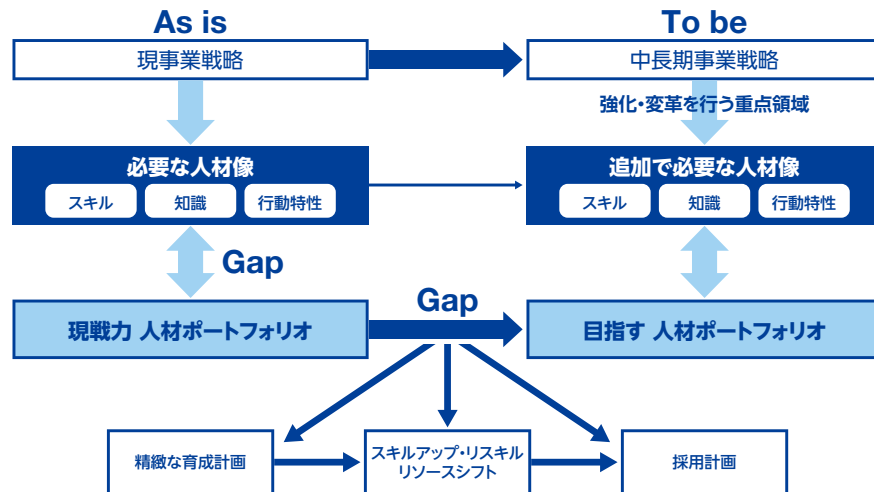 As is
To be
現事業戦略
中長期事業戦略
強化・変革を行う重点領域
必要な人材像
スキル
知識
行動特性
追加で必要な人材像
スキル
知識
行動特性
Gap
Gap
現戦力 人材ポートフォリオ
目指す 人材ポートフォリオ
精緻な育成計画
スキルアップ・リスキル
リソースシフト
採用計画